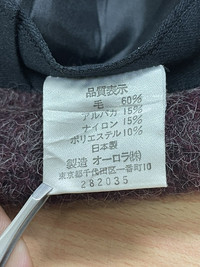 品質表示
毛 60%
アルパカ 15%
ナイロン 15%
ポリエステル 10%
日本製
製造 オーロラ(株)
東京都千代田区一番町10
282035